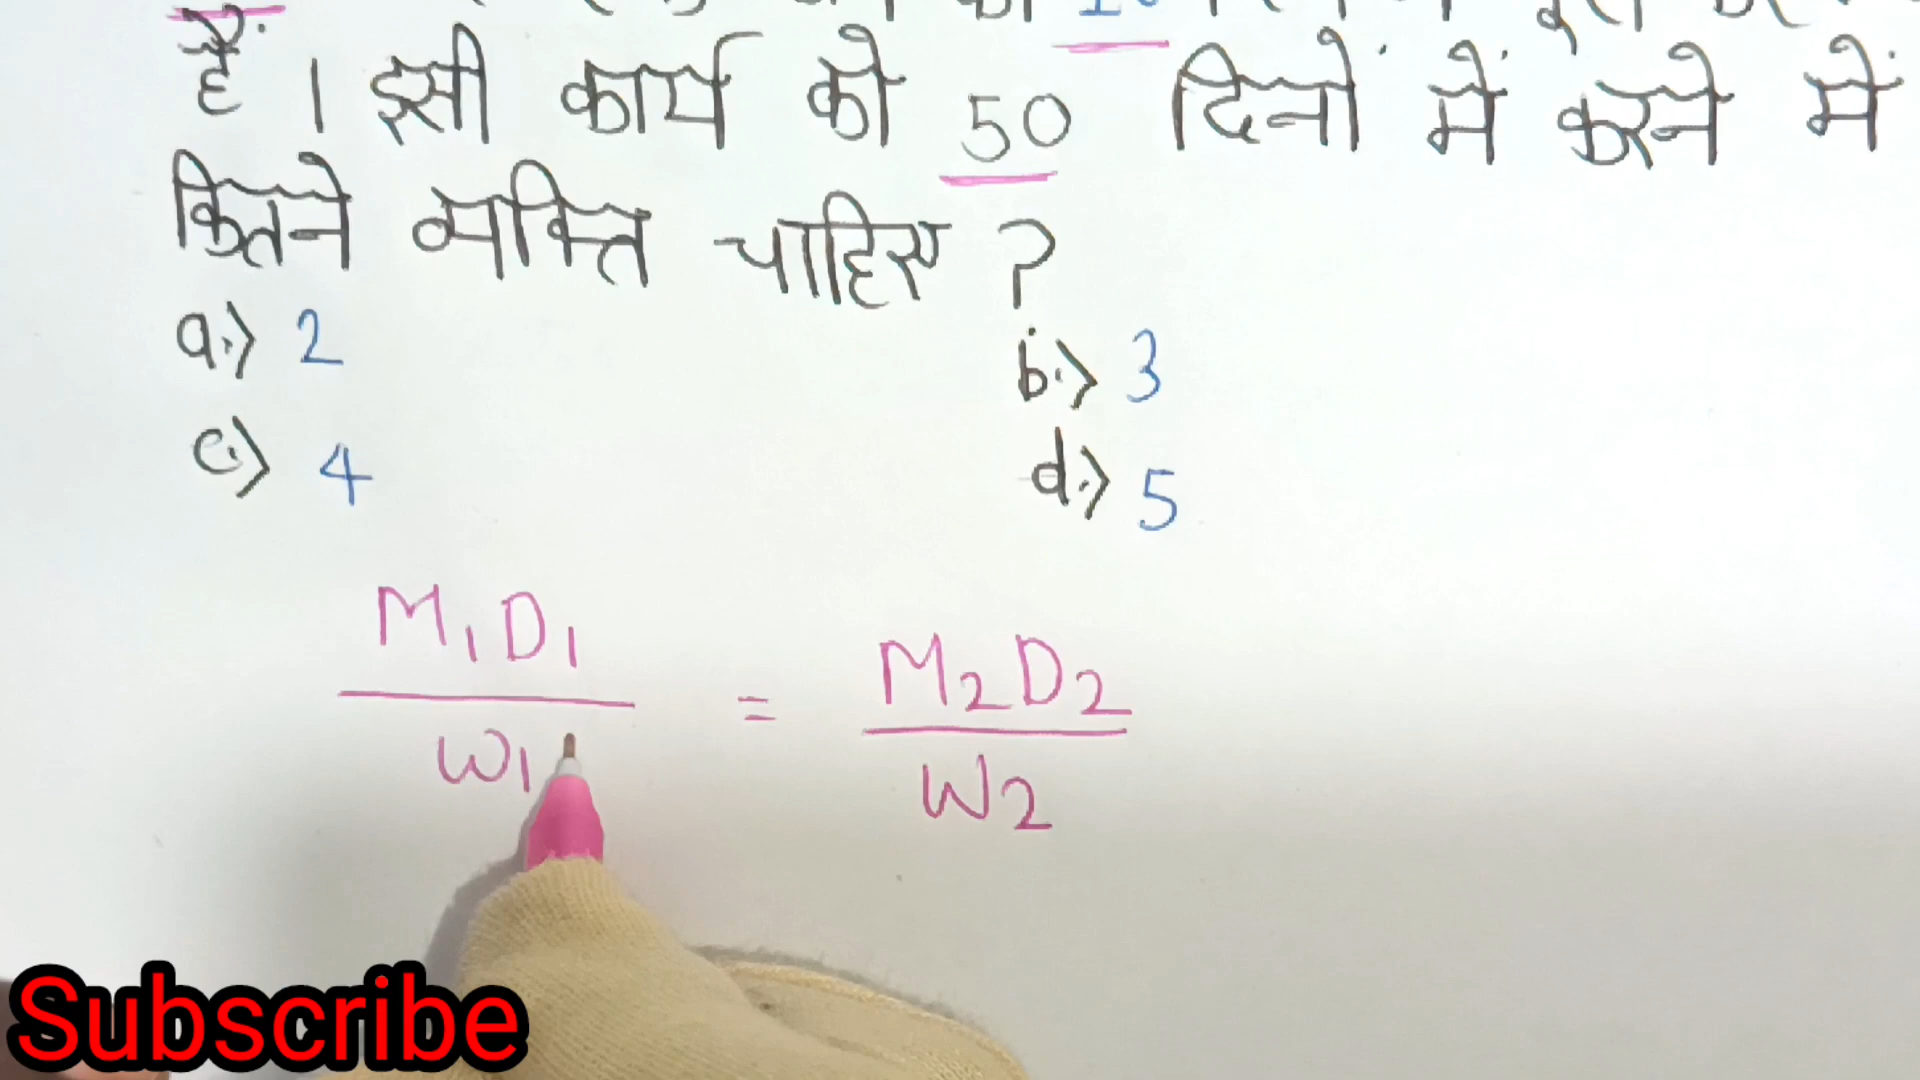 हैं । इसी कार्य को 50 दिनों में करने में
कितने व्यक्ति चाहिए ?
a.) 2 b.) 3
c.) 4 d.) 5
M1D1 / W1 = M2D2 / W2
Subscribe